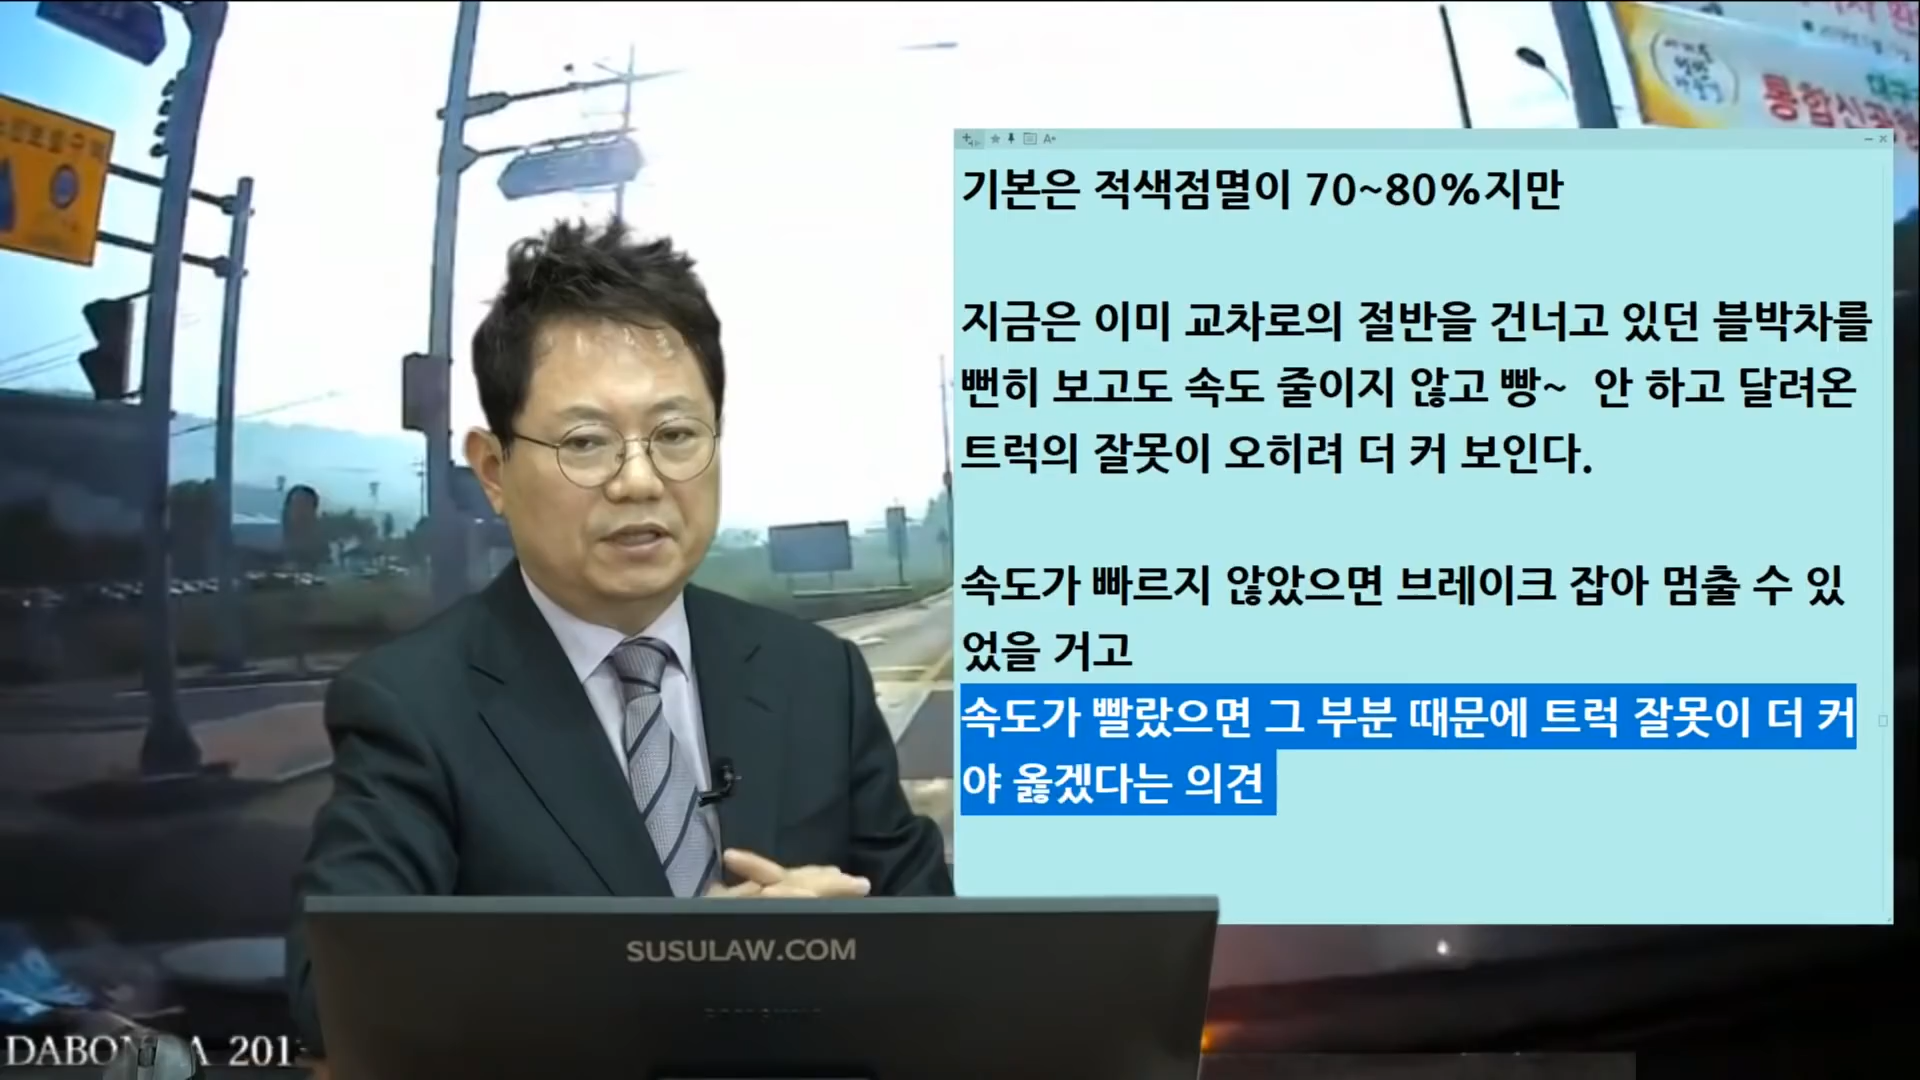 통합신공항
기본은 적색점멸이 70~80%지만
지금은 이미 교차로의 절반을 건너고 있던 블박차를
뻔히 보고도 속도 줄이지 않고 빵~ 안 하고 달려온
트럭의 잘못이 오히려 더 커 보인다.
속도가 빠르지 않았으면 브레이크 잡아 멈출 수 있
었을 거고
속도가 빨랐으면 그 부분 때문에 트럭 잘못이 더 커
야 옳겠다는 의견
SUSULAW.COM
201